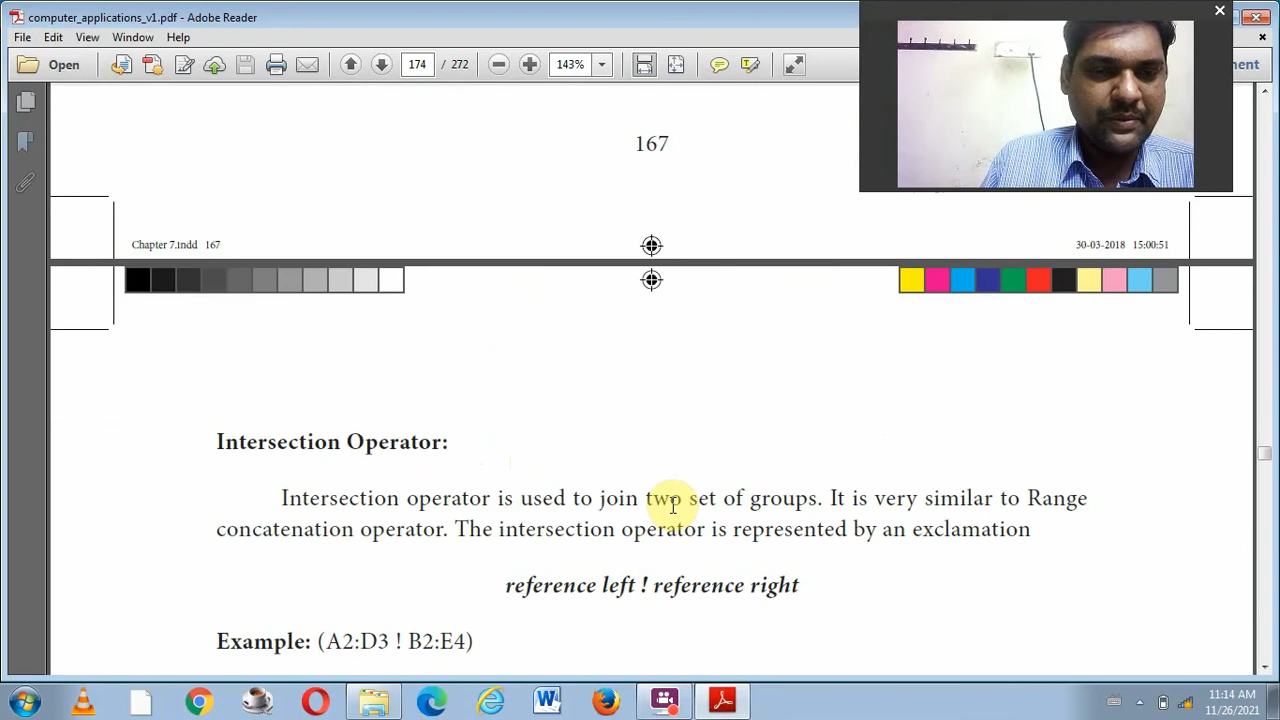 computer_applications_v1.pdf - Adobe Reader
File Edit View Window Help
Open 174 / 272 143% ment
167
Chapter 7.indd 167 30-03-2018 15:00:51
Intersection Operator:
Intersection operator is used to join two set of groups. It is very similar to Range
concatenation operator. The intersection operator is represented by an exclamation
reference left ! reference right
Example: (A2:D3 ! B2:E4)
11:14 AM
11/26/2021